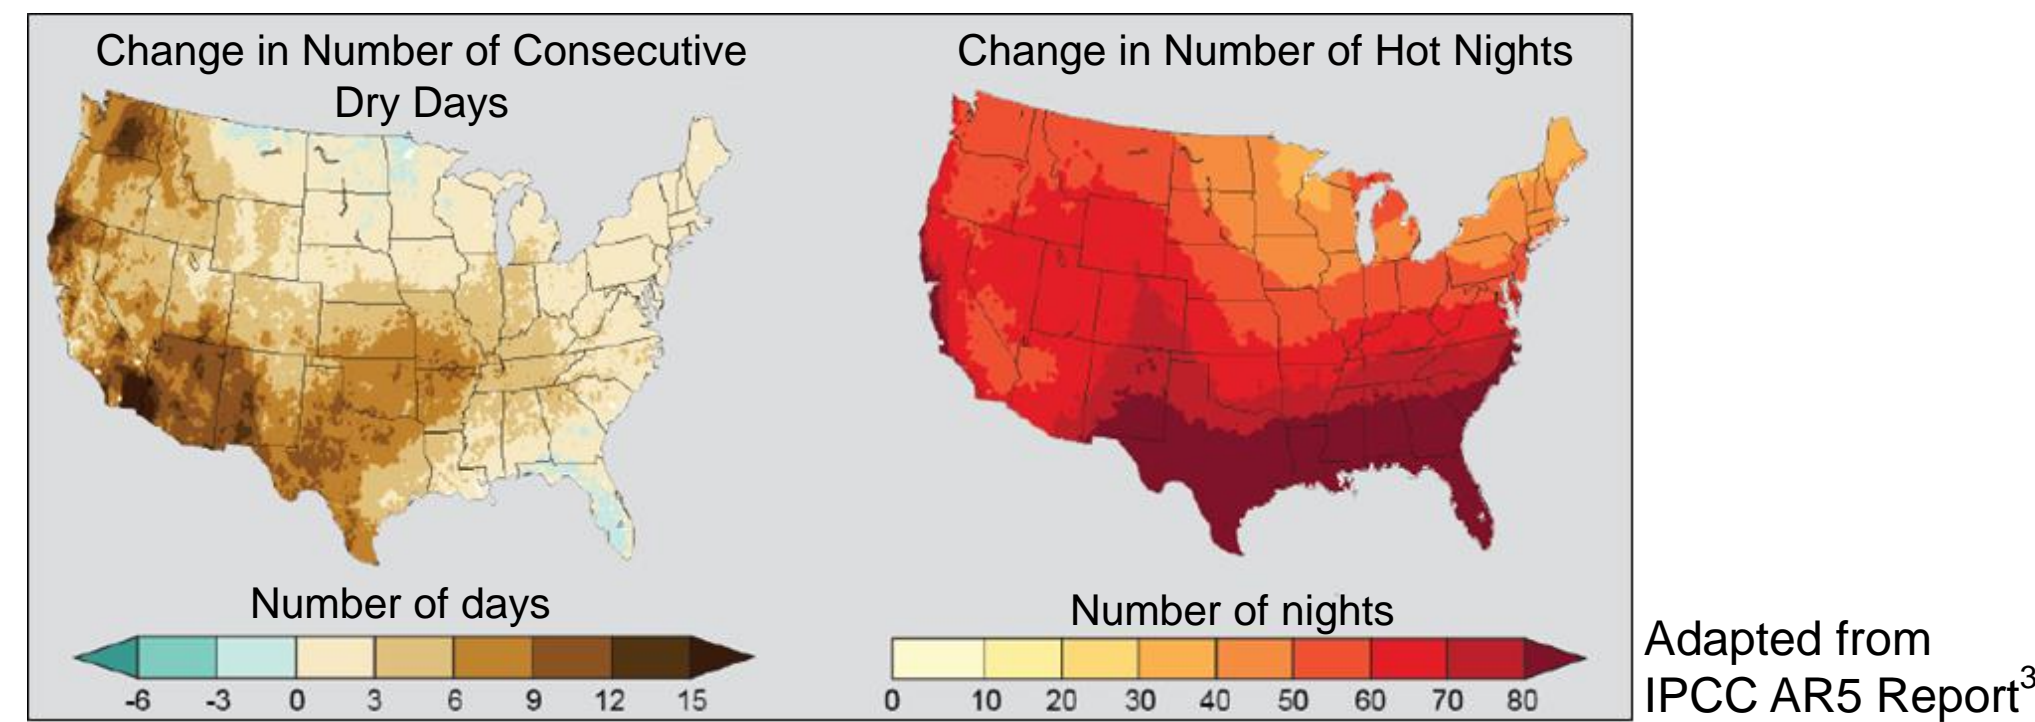 Change in Number of Consecutive
Dry Days
Change in Number of Hot Nights
Number of days
-6 -3 0 3 6 9 12 15
Number of nights
0 10 20 30 40 50 60 70 80
Adapted from
IPCC AR5 Report³